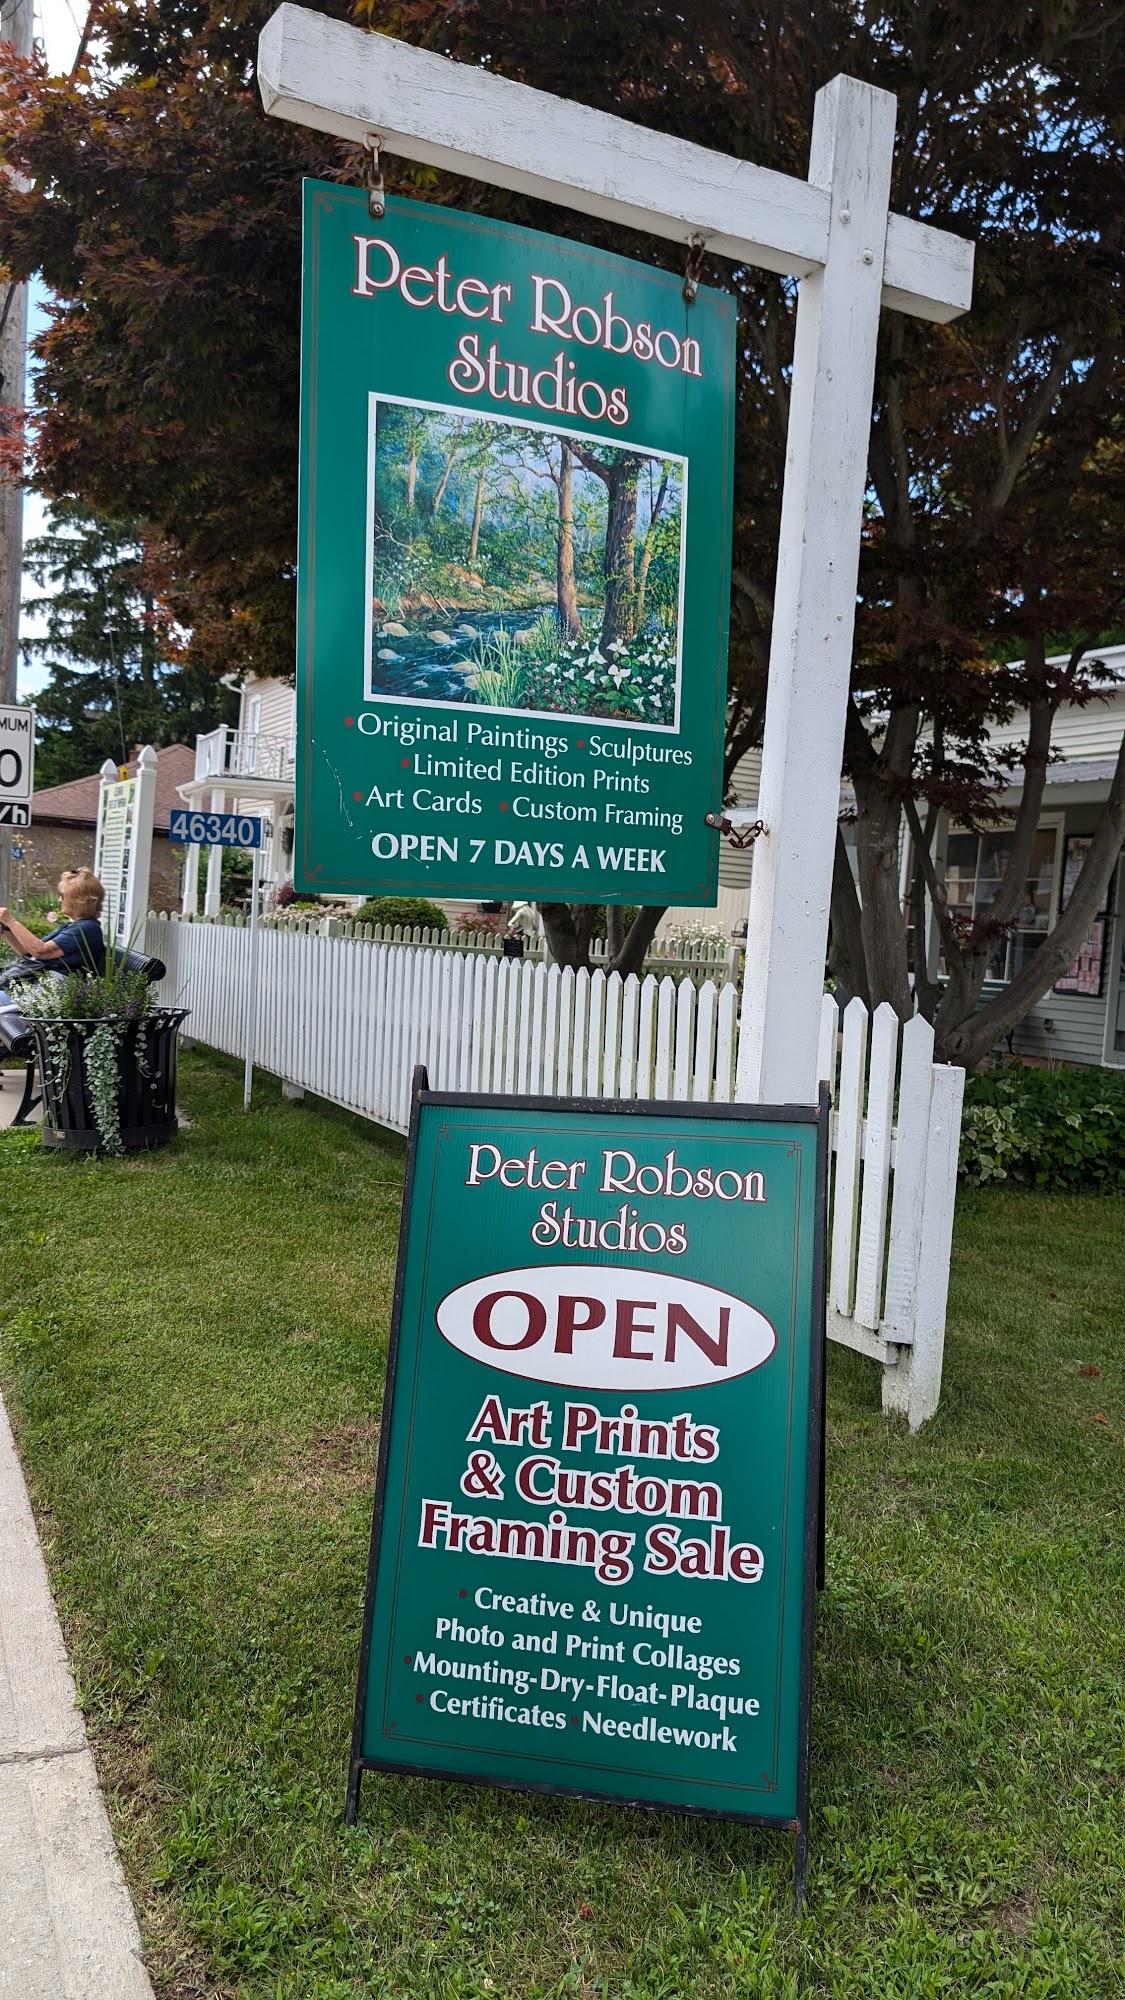 Peter Robson
Studios
• Original Paintings • Sculptures
• Limited Edition Prints
• Art Cards • Custom Framing
OPEN 7 DAYS A WEEK
MUM
0
/h
46340
Peter Robson
Studios
OPEN
Art Prints
& Custom
Framing Sale
• Creative & Unique
Photo and Print Collages
• Mounting-Dry-Float-Plaque
• Certificates • Needlework